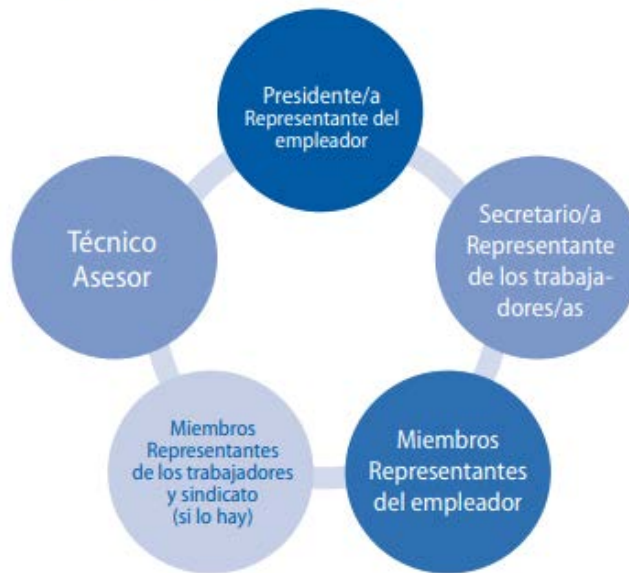 Presidente/a
Representante del
empleador
Secretario/a
Representante
de los trabaja-
dores/as
Miembros
Representantes
del empleador
Miembros
Representantes
de los trabajadores
y sindicato
(si lo hay)
Técnico
Asesor